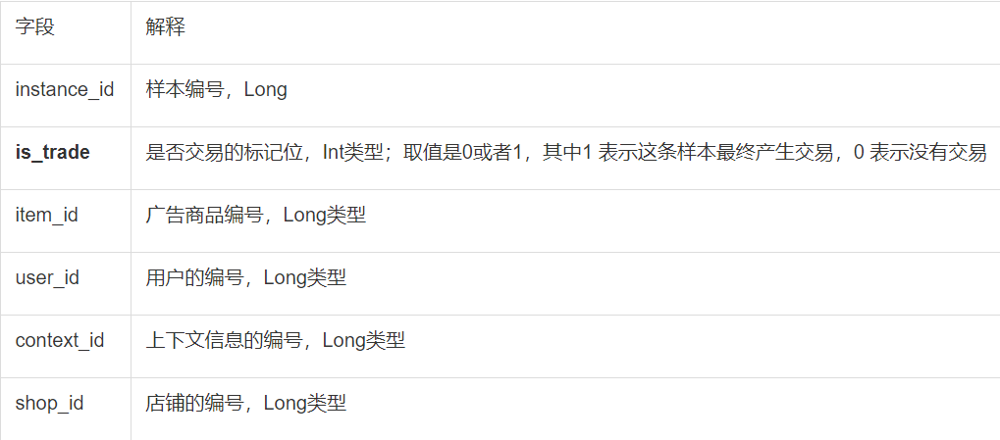 字段 解释
instance_id 样本编号，Long
is_trade 是否交易的标记位，Int类型；取值是0或者1，其中1 表示这条样本最终产生交易，0 表示没有交易
item_id 广告商品编号，Long类型
user_id 用户的编号，Long类型
context_id 上下文信息的编号，Long类型
shop_id 店铺的编号，Long类型